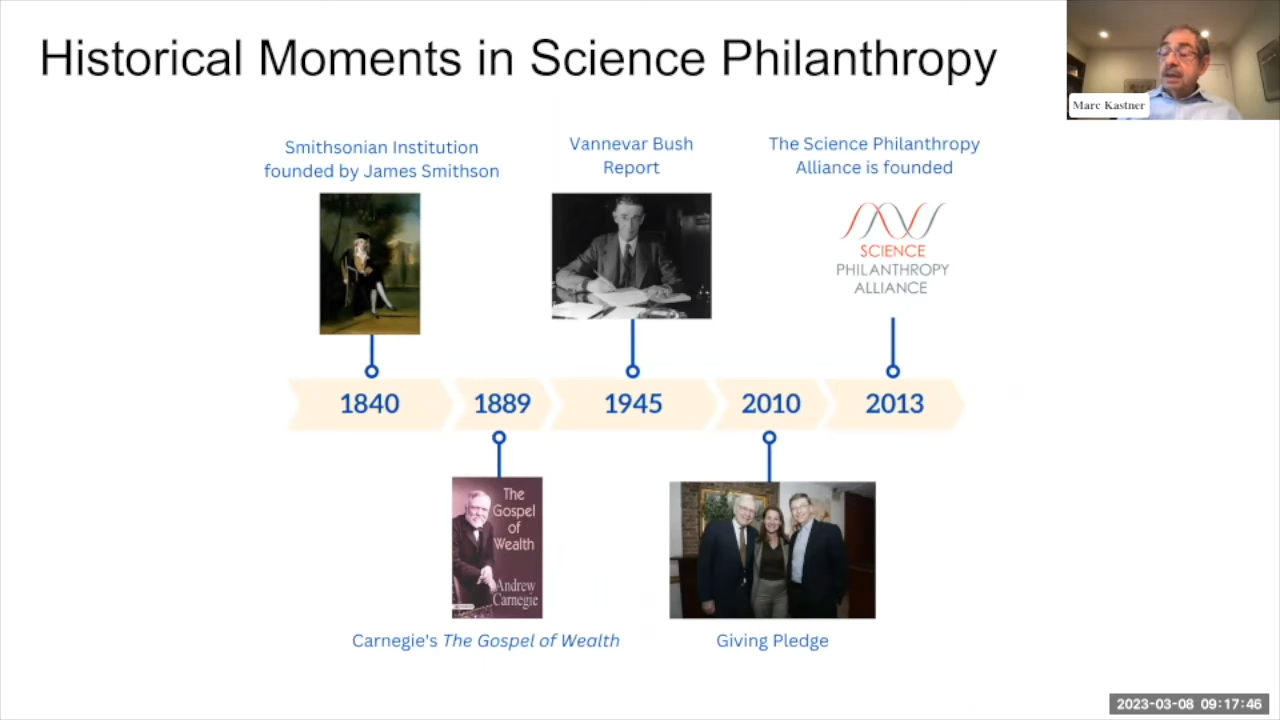 Historical Moments in Science Philanthropy
Marc Kastner
Smithsonian Institution
founded by James Smithson
Vannevar Bush
Report
The Science Philanthropy
Alliance is founded
SCIENCE
PHILANTHROPY
ALLIANCE
1840
1889
1945
2010
2013
The
Gospel
of
Wealth
Andrew
Carnegie
Carnegie's The Gospel of Wealth
Giving Pledge
2023-03-08 09:17:46